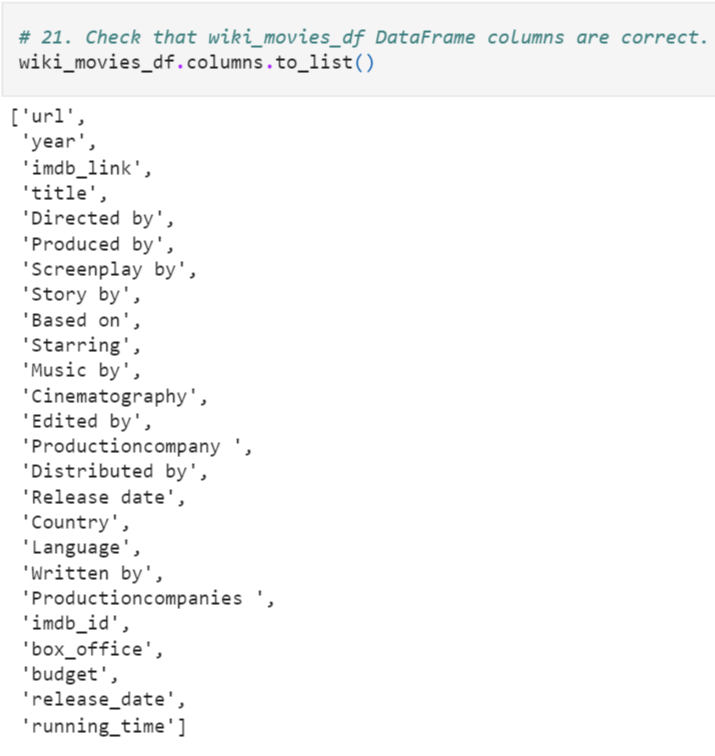 # 21. Check that wiki_movies_df DataFrame columns are correct.
wiki_movies_df.columns.to_list()
['url',
'year',
'imdb_link',
'title',
'Directed by',
'Produced by',
'Screenplay by',
'Story by',
'Based on',
'Starring',
'Music by',
'Cinematography',
'Edited by',
'Productioncompany ',
'Distributed by',
'Release date',
'Country',
'Language',
'Written by',
'Productioncompanies ',
'imdb_id',
'box_office',
'budget',
'release_date',
'running_time']